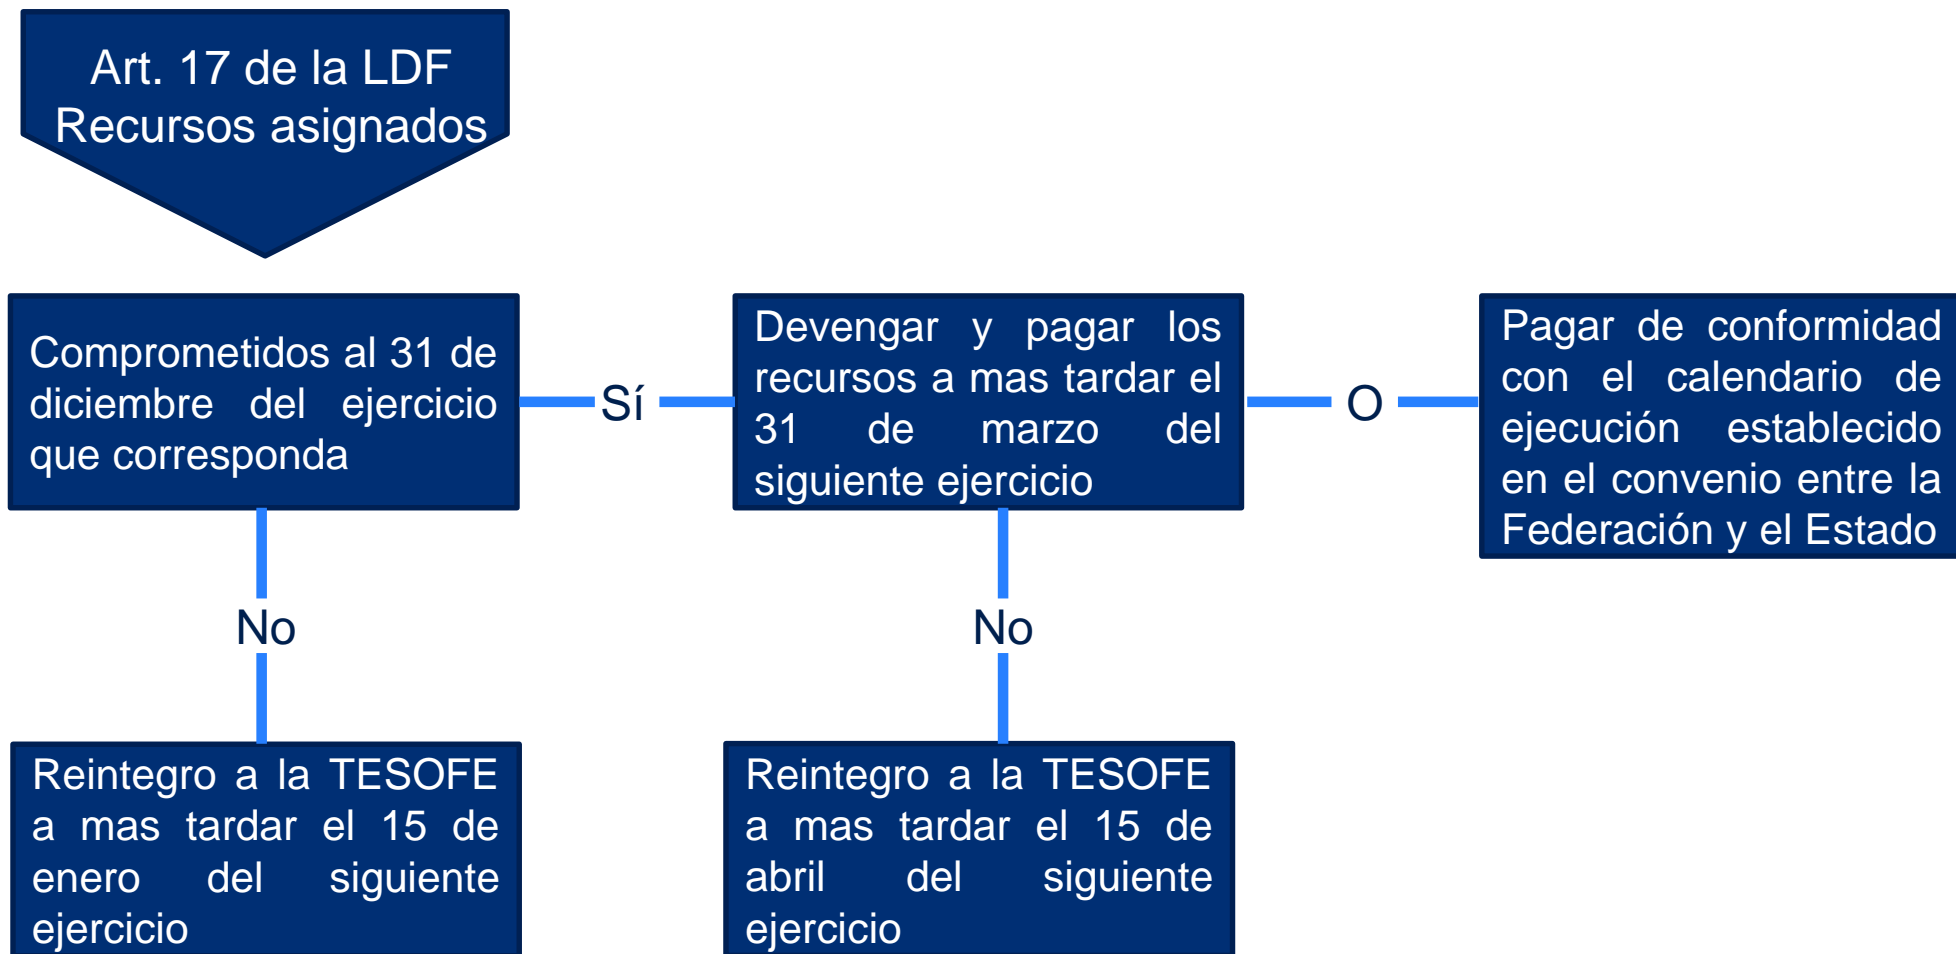 Art. 17 de la LDF
Recursos asignados
Comprometidos al 31 de
diciembre del ejercicio
que corresponda
Sí
Devengar y pagar los
recursos a mas tardar el
31 de marzo del
siguiente ejercicio
O
Pagar de conformidad
con el calendario de
ejecución establecido
en el convenio entre la
Federación y el Estado
No
No
Reintegro a la TESOFE
a mas tardar el 15 de
enero del siguiente
ejercicio
Reintegro a la TESOFE
a mas tardar el 15 de
abril del siguiente
ejercicio